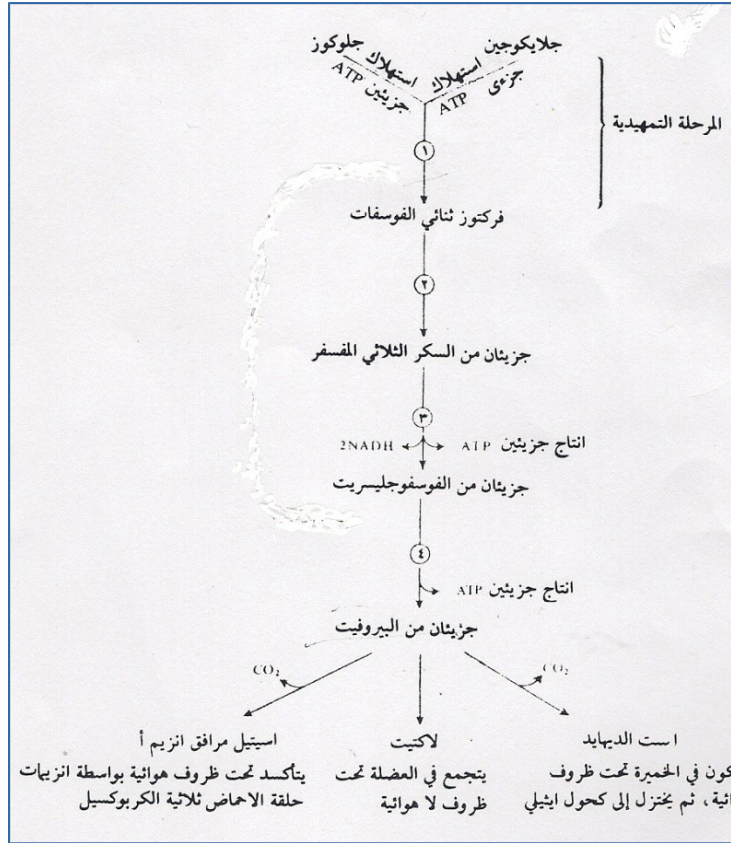 جلايكوجين
جلوكوز
استهلاك
جزيئين ATP
استهلاك
جزءى ATP
المرحلة التمهيدية
١
فركتوز ثنائي الفوسفات
٢
جزيئان من السكر الثلاثي المفسفر
٣
انتاج جزيئين ATP
2NADH
جزيئان من الفوسفوجليسريت
٤
انتاج جزيئين ATP
جزيئان من البيروفيت
CO₂
CO₂
است الديهايد
كون في الخميرة تحت ظروف
ائية، ثم يختزل إلى كحول ايثيلي
لاكتيت
يتجمع في العضلة تحت
ظروف لا هوائية
اسيتيل مرافق انزيم أ
يتأكسد تحت ظروف هوائية بواسطة انزيمات
حلقة الاحماض ثلاثية الكربوكسيل